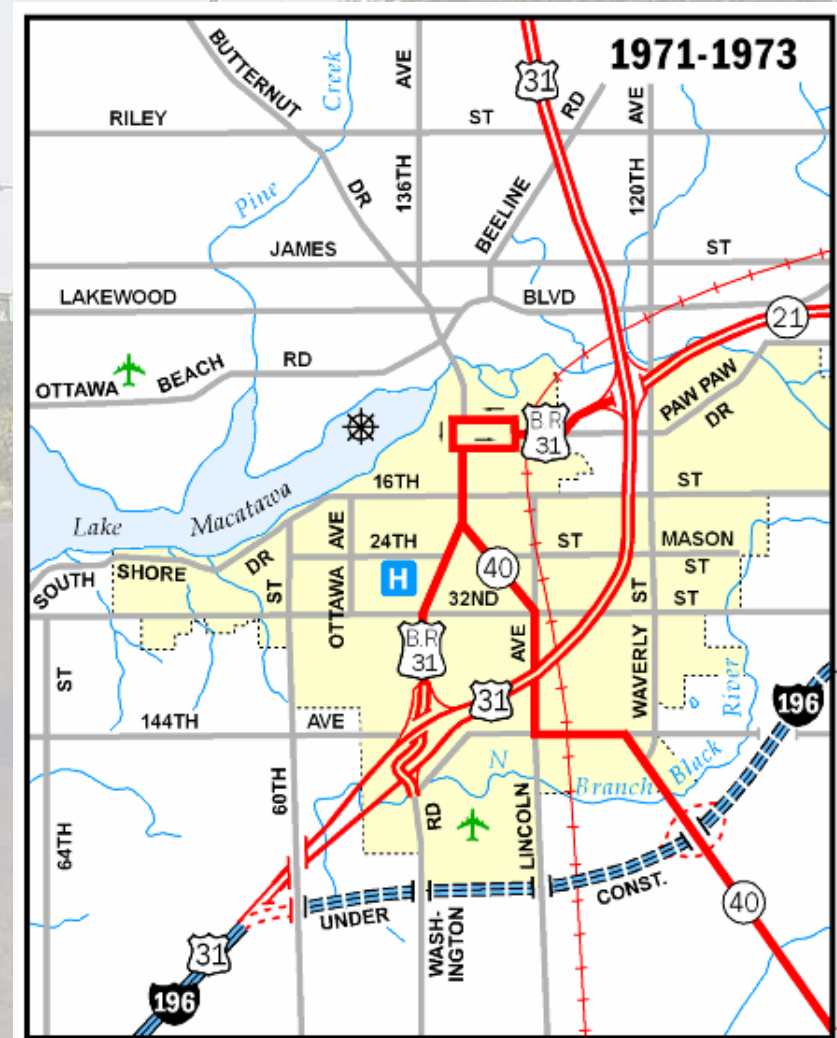 1971-1973
31
BUTTERNUT
DR
Creek
Pine
AVE
136TH
RD
BEELINE
AVE
120TH
RILEY
ST
JAMES
ST
LAKEWOOD
BLVD
21
OTTAWA
BEACH
RD
PAW PAW
DR
B.R
31
16TH
ST
Lake
Macatawa
24TH
ST
MASON
ST
AVE
OTTAWA
SOUTH
SHORE
DR
ST
H
40
32ND
ST
B.R
31
AVE
LINCOLN
ST
WAVERLY
31
River
Black
Branch
N
196
ST
64TH
144TH
AVE
60TH
RD
WASH-
INGTON
UNDER
CONST.
40
31
196